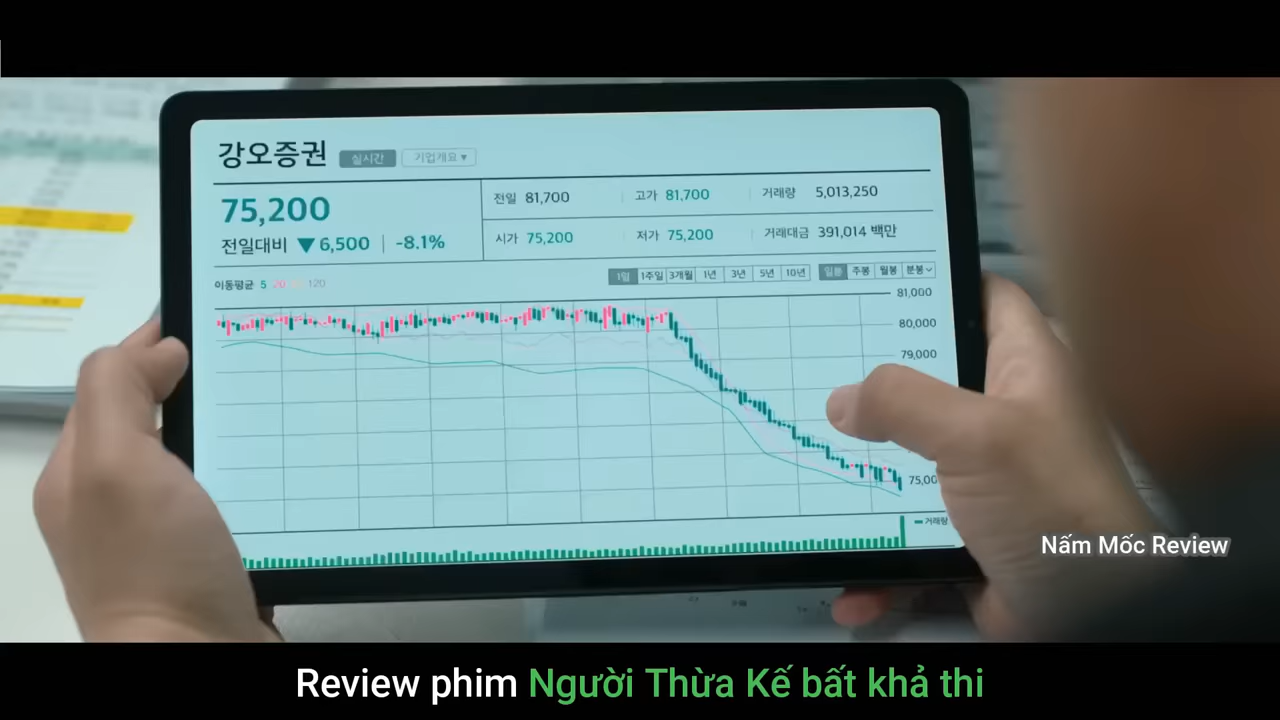 강오증권 실시간 기업개요▼
75,200
전일대비 ▼6,500 | -8.1%
전일 81,700 고가 81,700 거래량 5,013,250
시가 75,200 저가 75,200 거래대금 391,014 백만
이동평균 5 20 120
1일 1주일 3개월 1년 3년 5년 10년 일봉 주봉 월봉 분봉
81,000
80,000
79,000
75,00
거래량
Nấm Mốc Review
Review phim Người Thừa Kế bất khả thi